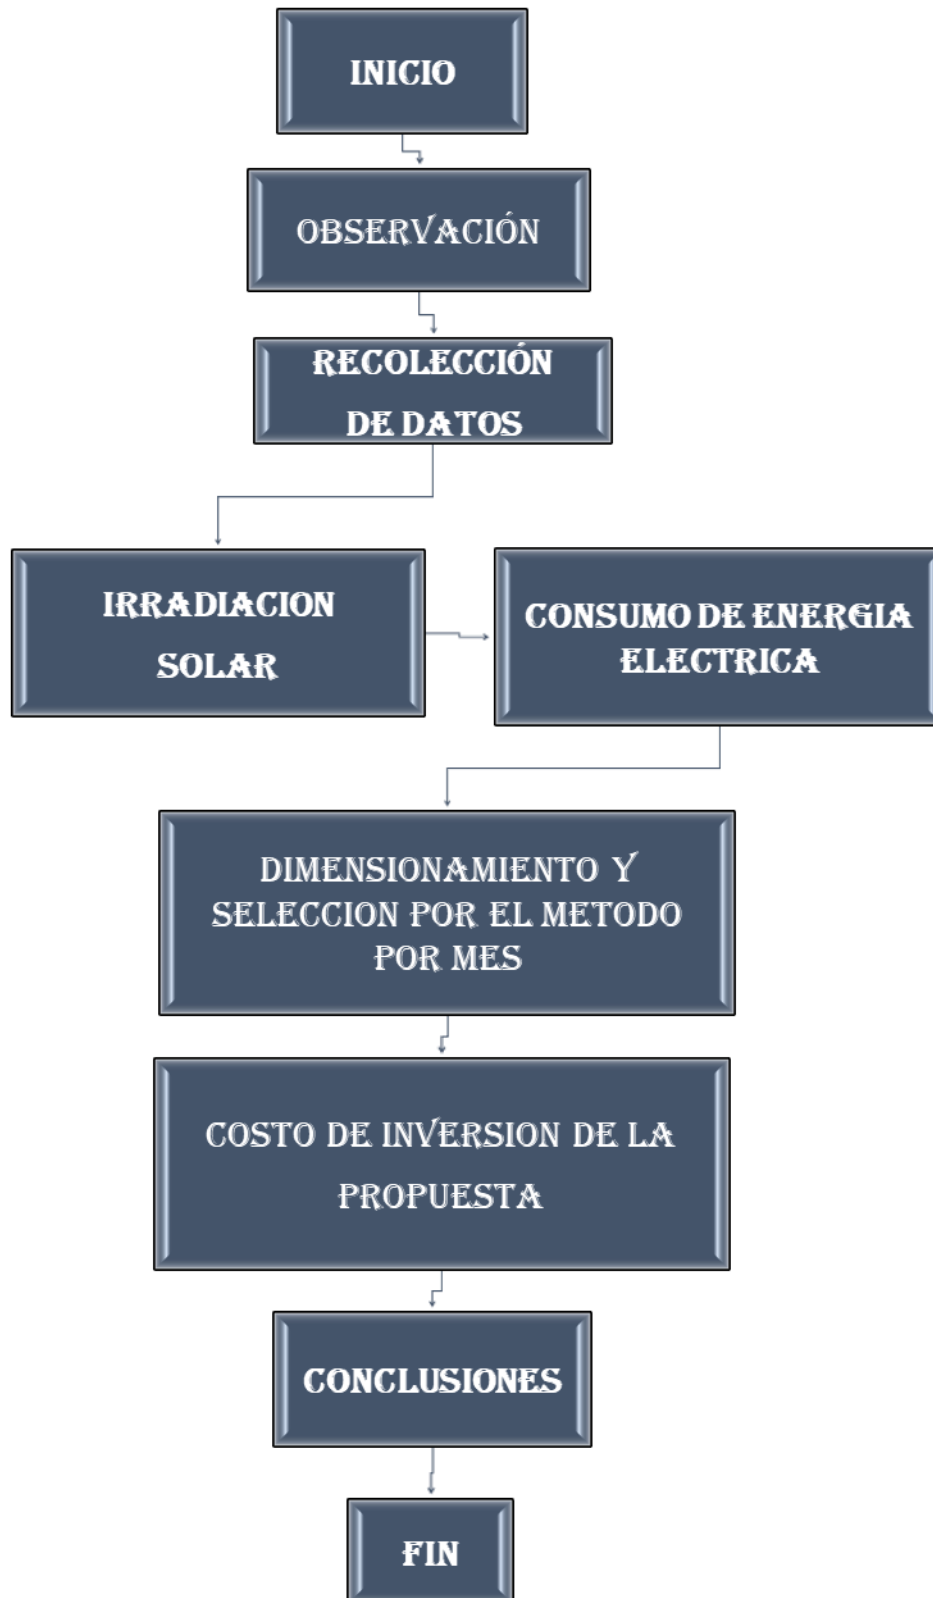 INICIO
OBSERVACIÓN
RECOLECCIÓN
DE DATOS
IRRADIACION
SOLAR
CONSUMO DE ENERGIA
ELECTRICA
DIMENSIONAMIENTO Y
SELECCION POR EL METODO
POR MES
COSTO DE INVERSION DE LA
PROPUESTA
CONCLUSIONES
FIN